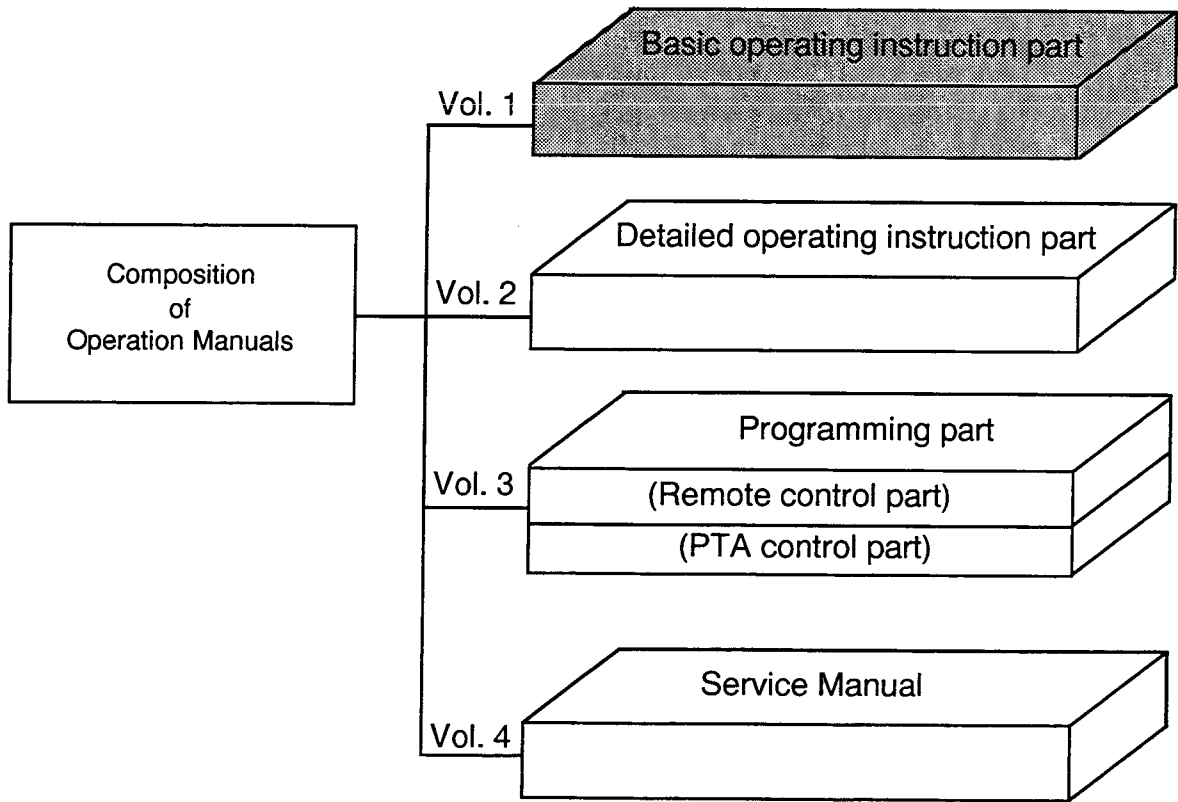 Basic operating instruction part
Vol. 1
Detailed operating instruction part
Composition
of
Operation Manuals
Vol. 2
Programming part
Vol. 3
(Remote control part)
(PTA control part)
Service Manual
Vol. 4